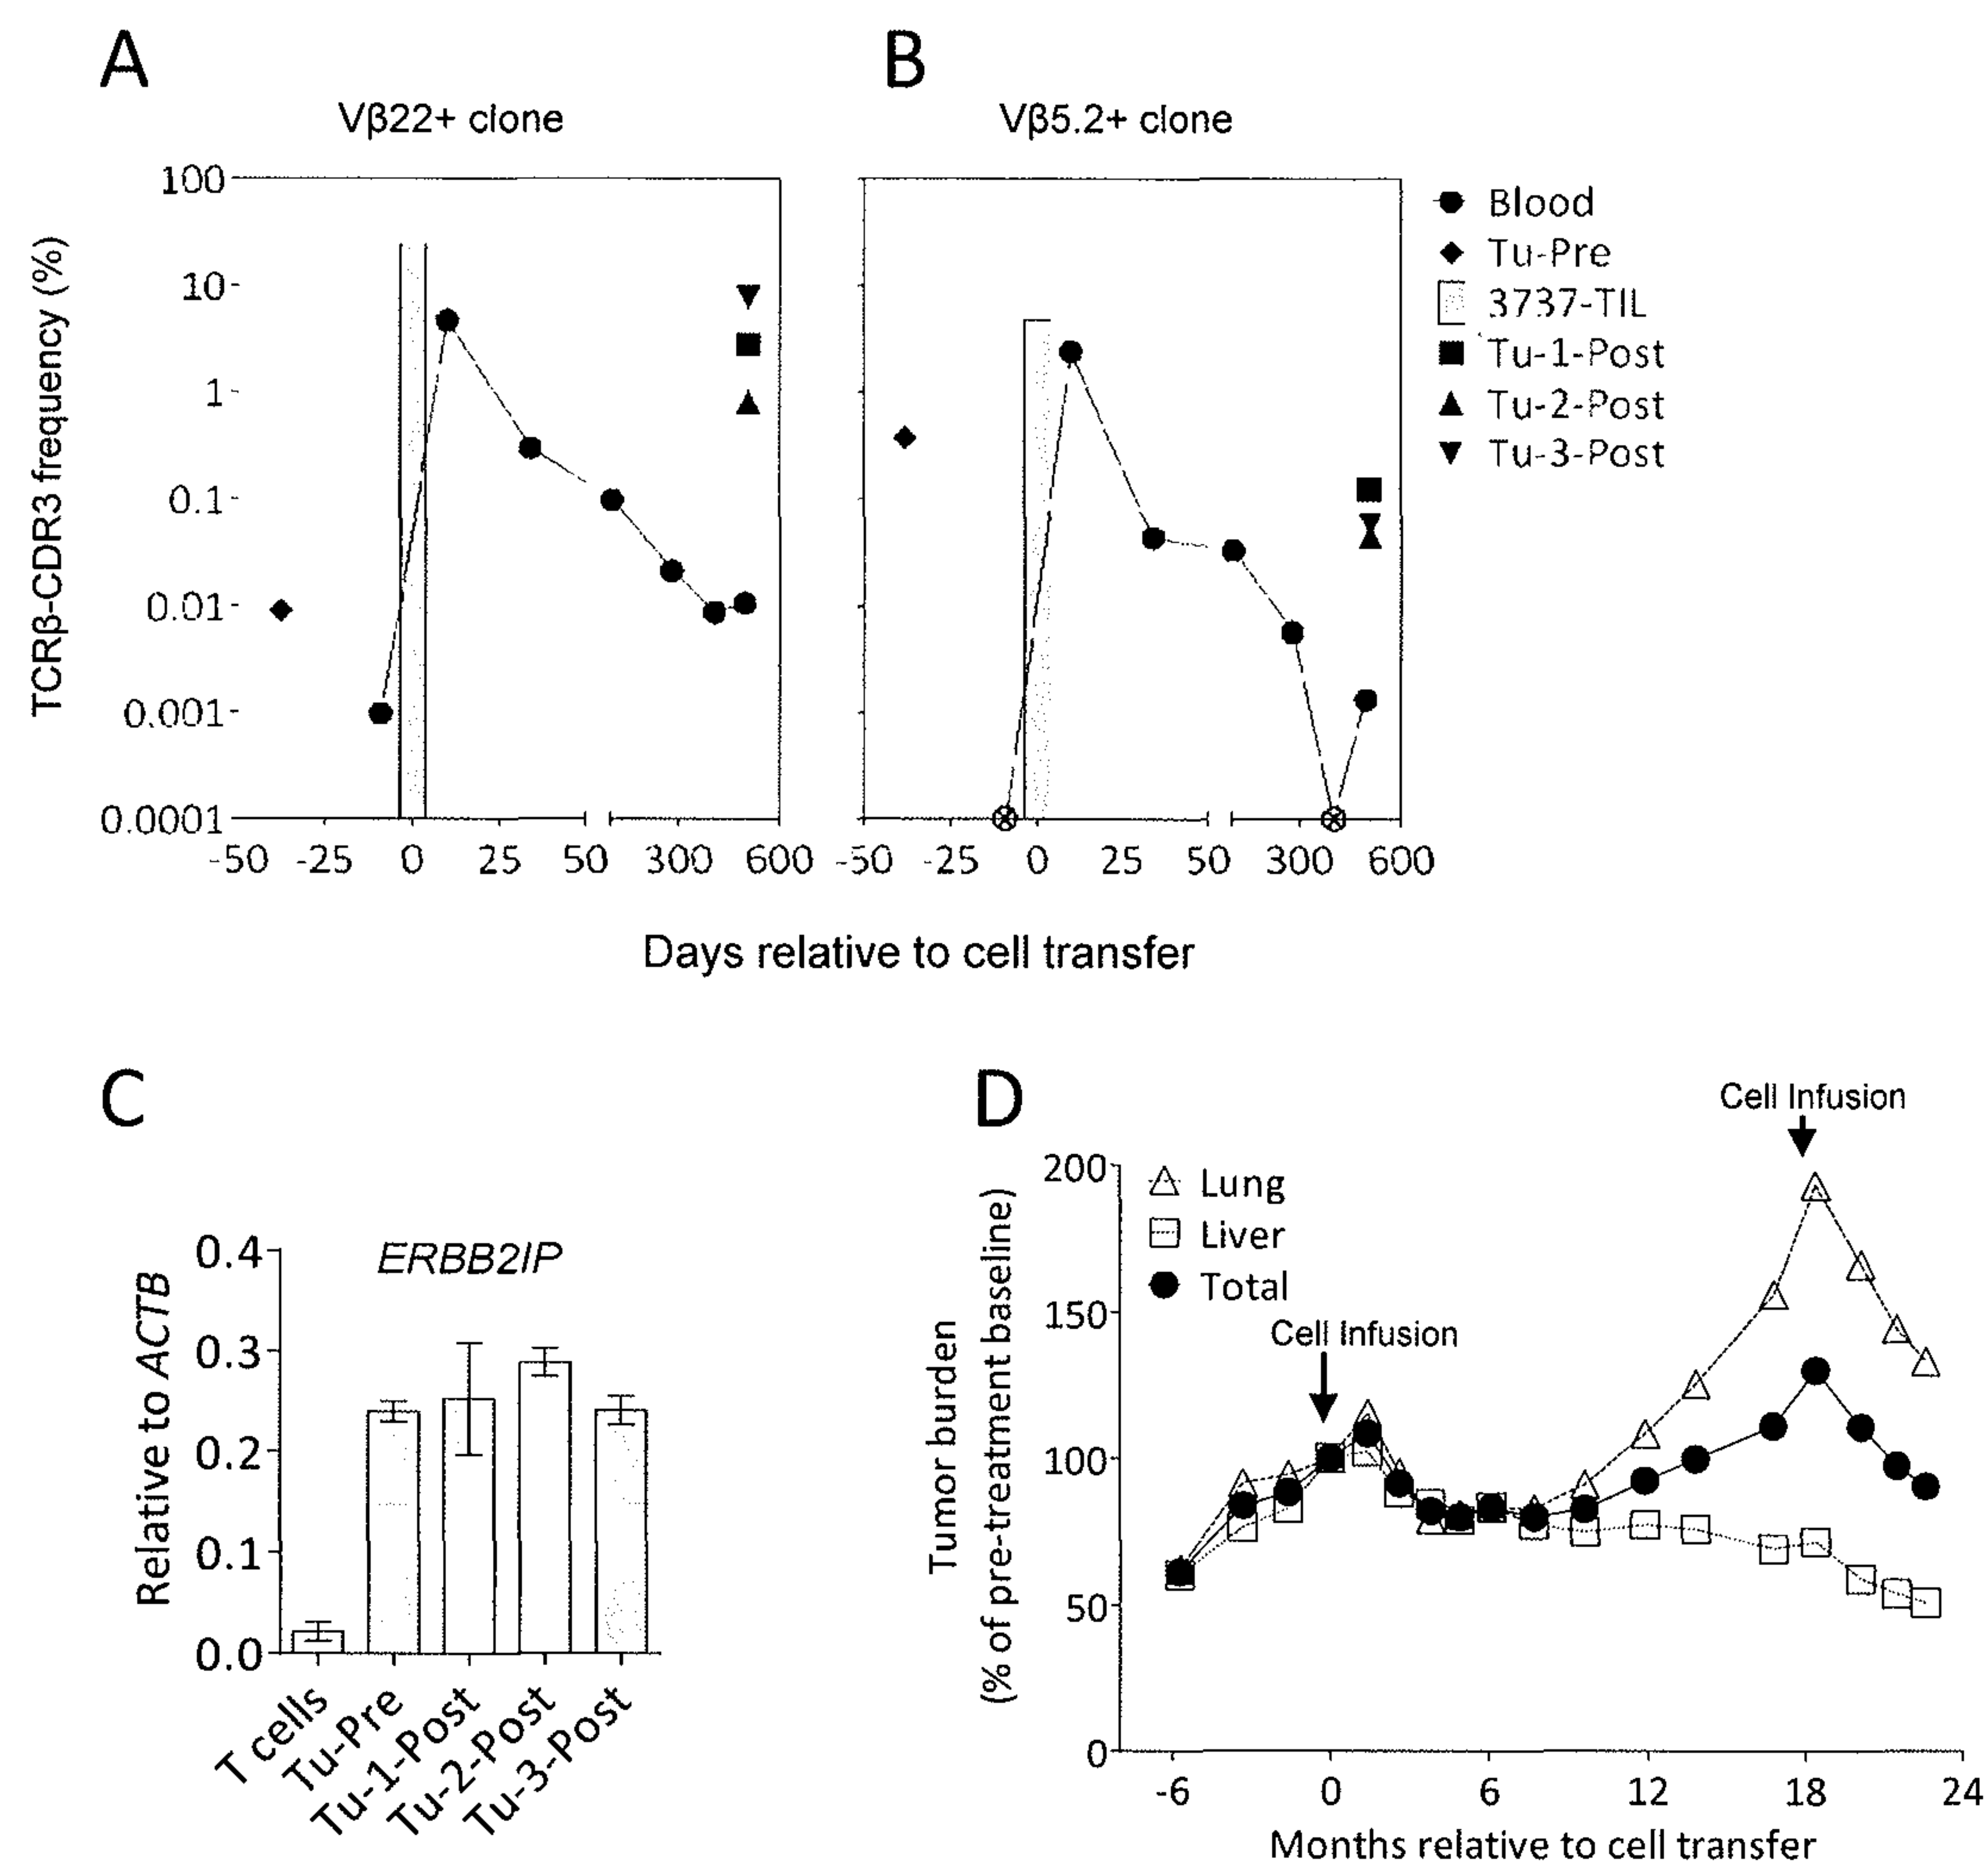 A
B
Vβ22+ clone
Vβ5.2+ clone
TCRβ-CDR3 frequency (%)
100
10
1
0.1
0.01
0.001
0.0001
-50 -25 0 25 50 300 600
-50 -25 0 25 50 300 600
Blood
Tu-Pre
3737-TIL
Tu-1-Post
Tu-2-Post
Tu-3-Post
Days relative to cell transfer
C
ERBB2IP
Relative to ACTB
0.4
0.3
0.2
0.1
0.0
T cells
Tu-Pre
Tu-1-Post
Tu-2-Post
Tu-3-Post
D
Cell Infusion
Lung
Liver
Total
Cell Infusion
Tumor burden
(% of pre-treatment baseline)
200
150
100
50
0
-6 0 6 12 18 24
Months relative to cell transfer